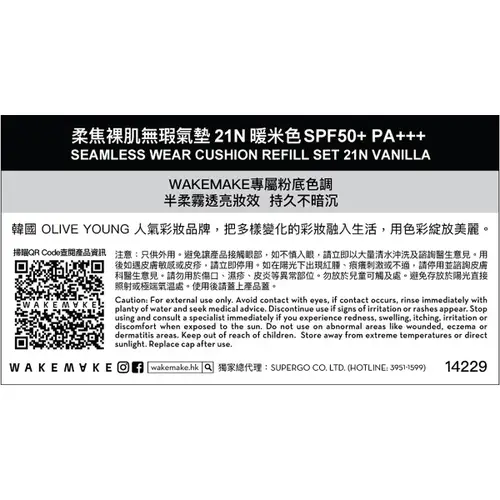 柔焦裸肌無瑕氣墊 21N 暖米色 SPF50+ PA+++
SEAMLESS WEAR CUSHION REFILL SET 21N VANILLA
WAKEMAKE專屬粉底色調
半柔霧透亮妝效 持久不暗沉
韓國 OLIVE YOUNG 人氣彩妝品牌，把多樣變化的彩妝融入生活，用色彩綻放美麗。
掃瞄QR Code查閱產品資訊
注意：只供外用。避免讓產品接觸眼部，如不慎入眼，請立即以大量清水沖洗及諮詢醫生意見。用
後如遇皮膚敏感或皮疹，請立即停用。如在陽光下出現紅腫、痕癢刺激或不適，請停用並諮詢皮膚
科醫生意見。請勿用於傷口、濕疹、皮炎等異常部位。勿放於兒童可觸及處。避免存放於陽光直接
照射或極端氣溫處。使用後請蓋上產品蓋。
Caution: For external use only. Avoid contact with eyes, if contact occurs, rinse immediately with
plenty of water and seek medical advice. Discontinue use if signs of irritation or rashes appear. Stop
using and consult a specialist immediately if you experience redness, swelling, itching, irritation or
discomfort when exposed to the sun. Do not use on abnormal areas like wounded, eczema or
dermatitis areas. Keep out of reach of children. Store away from extreme temperatures or direct
sunlight. Replace cap after use.
WAKEMAKE wakemake.hk 獨家總代理：SUPERGO CO. LTD. (HOTLINE: 3951-1599) 14229